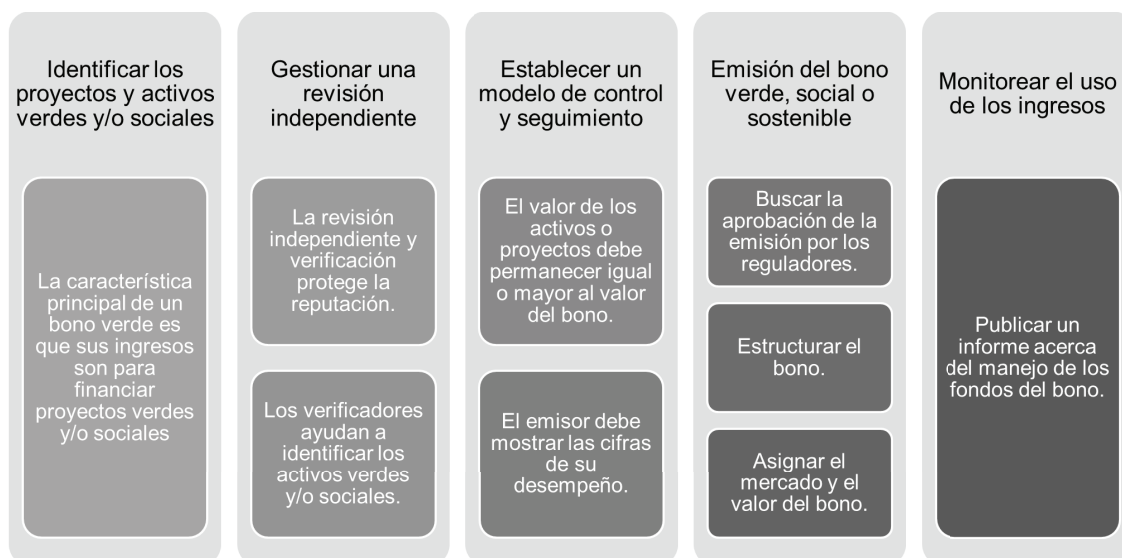 Identificar los
proyectos y activos
verdes y/o sociales
La característica
principal de un
bono verde es
que sus ingresos
son para
financiar
proyectos verdes
y/o sociales
Gestionar una
revisión
independiente
La revisión
independiente y
verificación
protege la
reputación.
Los verificadores
ayudan a
identificar los
activos verdes
y/o sociales.
Establecer un
modelo de control
y seguimiento
El valor de los
activos o
proyectos debe
permanecer igual
o mayor al valor
del bono.
El emisor debe
mostrar las cifras
de su
desempeño.
Emisión del bono
verde, social o
sostenible
Buscar la
aprobación de la
emisión por los
reguladores.
Estructurar el
bono.
Asignar el
mercado y el
valor del bono.
Monitorear el uso
de los ingresos
Publicar un
informe acerca
del manejo de los
fondos del bono.